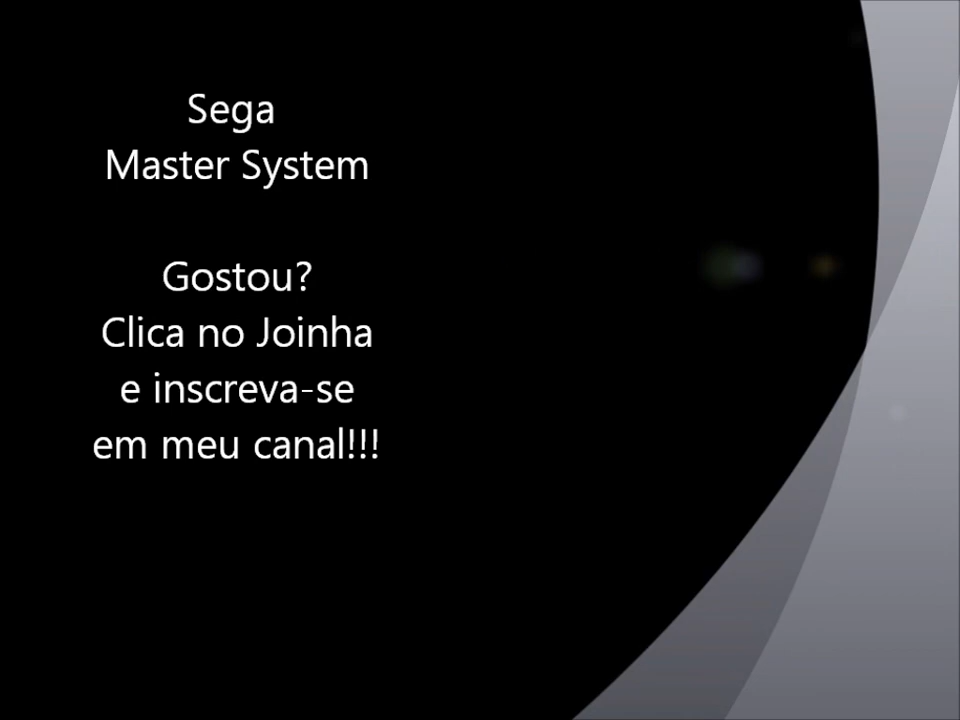 Sega
Master System
Gostou?
Clica no Joinha
e inscreva-se
em meu canal!!!